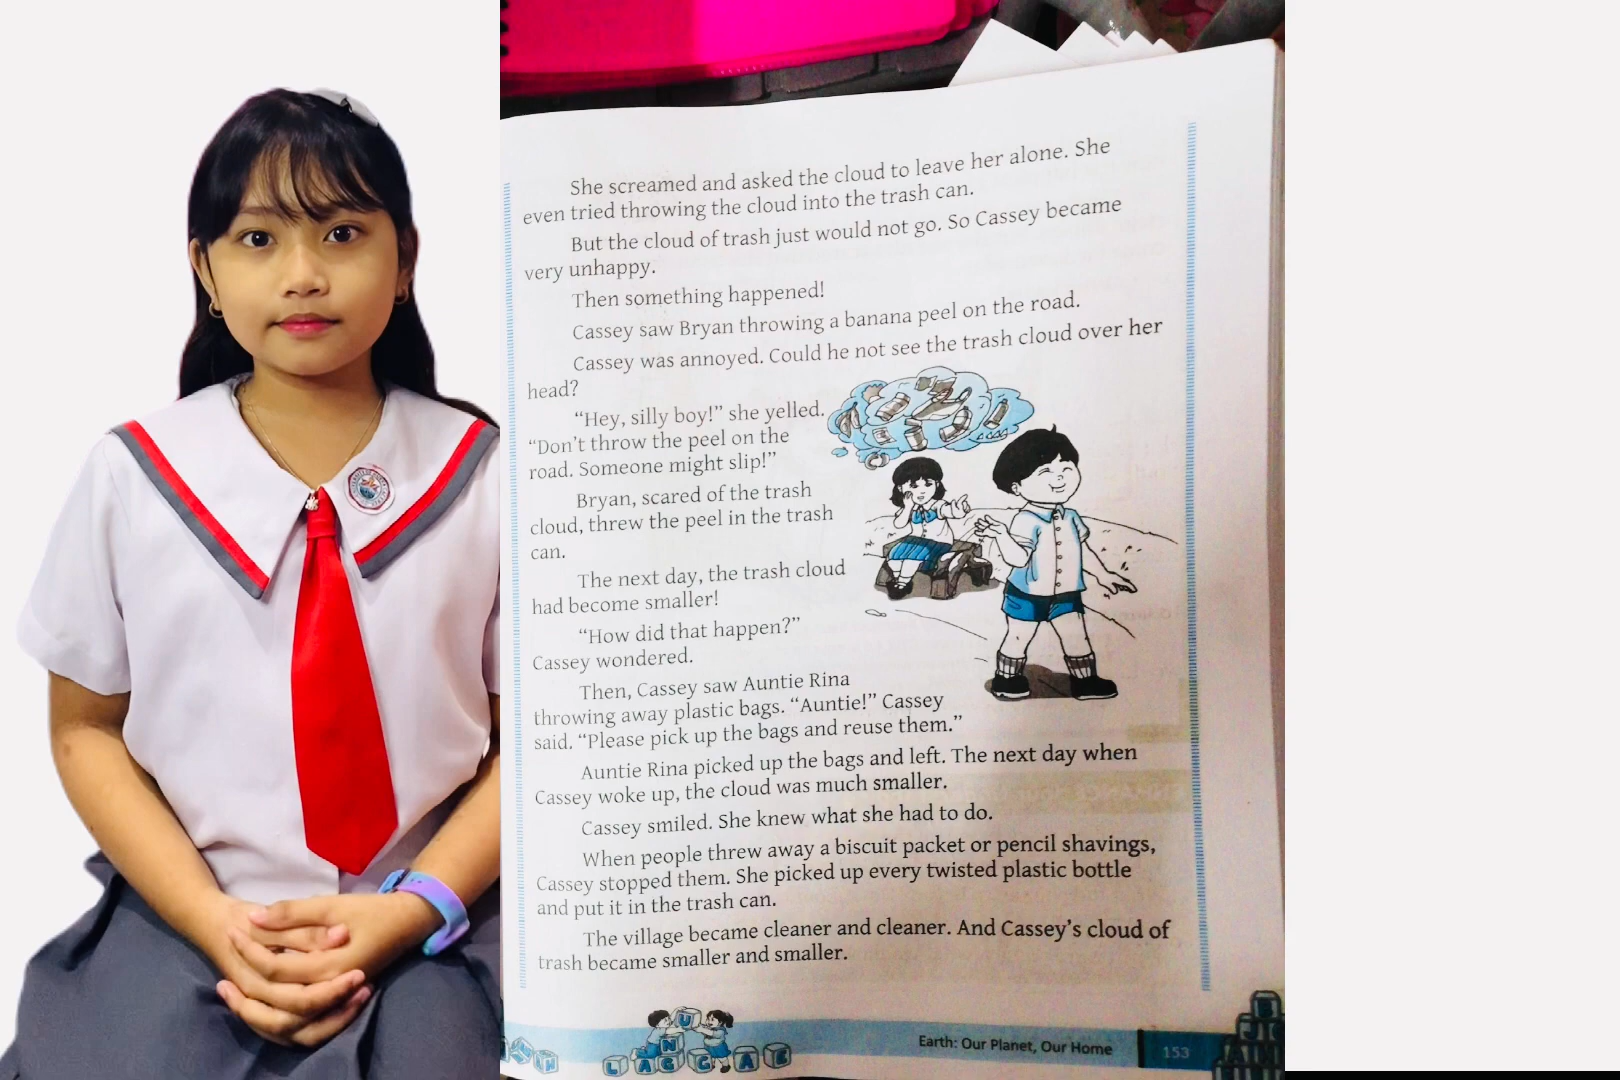 She screamed and asked the cloud to leave her alone. She
even tried throwing the cloud into the trash can.
But the cloud of trash just would not go. So Cassey became
very unhappy.
Then something happened!
Cassey saw Bryan throwing a banana peel on the road.
Cassey was annoyed. Could he not see the trash cloud over her
head?
“Hey, silly boy!” she yelled.
“Don’t throw the peel on the
road. Someone might slip!”
Bryan, scared of the trash
cloud, threw the peel in the trash
can.
The next day, the trash cloud
had become smaller!
“How did that happen?”
Cassey wondered.
Then, Cassey saw Auntie Rina
throwing away plastic bags. “Auntie!” Cassey
said. “Please pick up the bags and reuse them.”
Auntie Rina picked up the bags and left. The next day when
Cassey woke up, the cloud was much smaller.
Cassey smiled. She knew what she had to do.
When people threw away a biscuit packet or pencil shavings,
Cassey stopped them. She picked up every twisted plastic bottle
and put it in the trash can.
The village became cleaner and cleaner. And Cassey’s cloud of
trash became smaller and smaller.
U
N
L A G G A E
Earth: Our Planet, Our Home
153